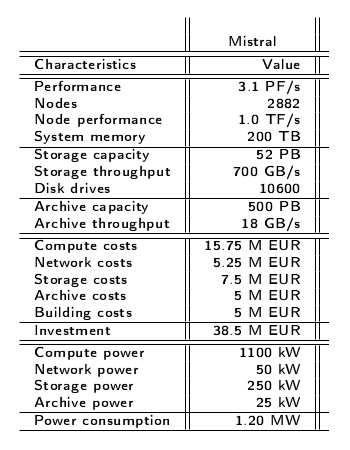 Mistral
Characteristics Value
Performance 3.1 PF/s
Nodes 2882
Node performance 1.0 TF/s
System memory 200 TB
Storage capacity 52 PB
Storage throughput 700 GB/s
Disk drives 10600
Archive capacity 500 PB
Archive throughput 18 GB/s
Compute costs 15.75 M EUR
Network costs 5.25 M EUR
Storage costs 7.5 M EUR
Archive costs 5 M EUR
Building costs 5 M EUR
Investment 38.5 M EUR
Compute power 1100 kW
Network power 50 kW
Storage power 250 kW
Archive power 25 kW
Power consumption 1.20 MW